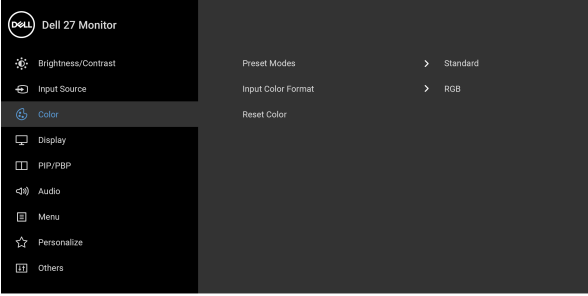 DELL Dell 27 Monitor
Brightness/Contrast
Input Source
Color
Display
PIP/PBP
Audio
Menu
Personalize
Others
Preset Modes > Standard
Input Color Format > RGB
Reset Color